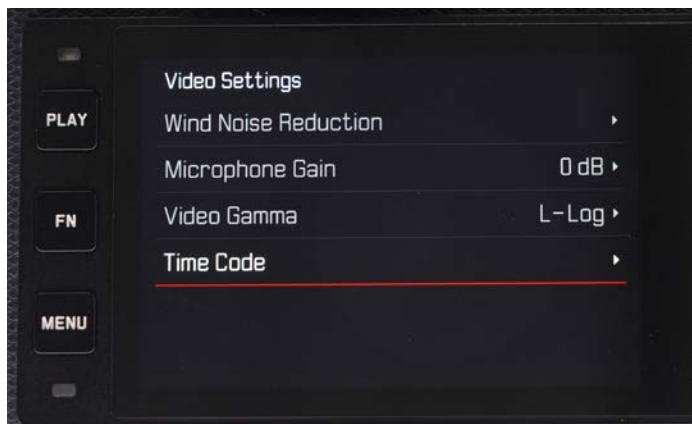 Video Settings
PLAY
Wind Noise Reduction
Microphone Gain 0 dB
FN
Video Gamma L-Log
Time Code
MENU